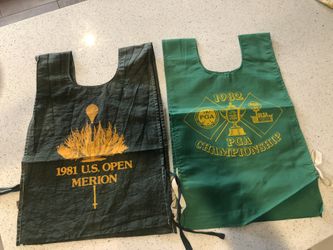 1981 U.S. OPEN
MERION
1982
PGA
PGA
CHAMPIONSHIP